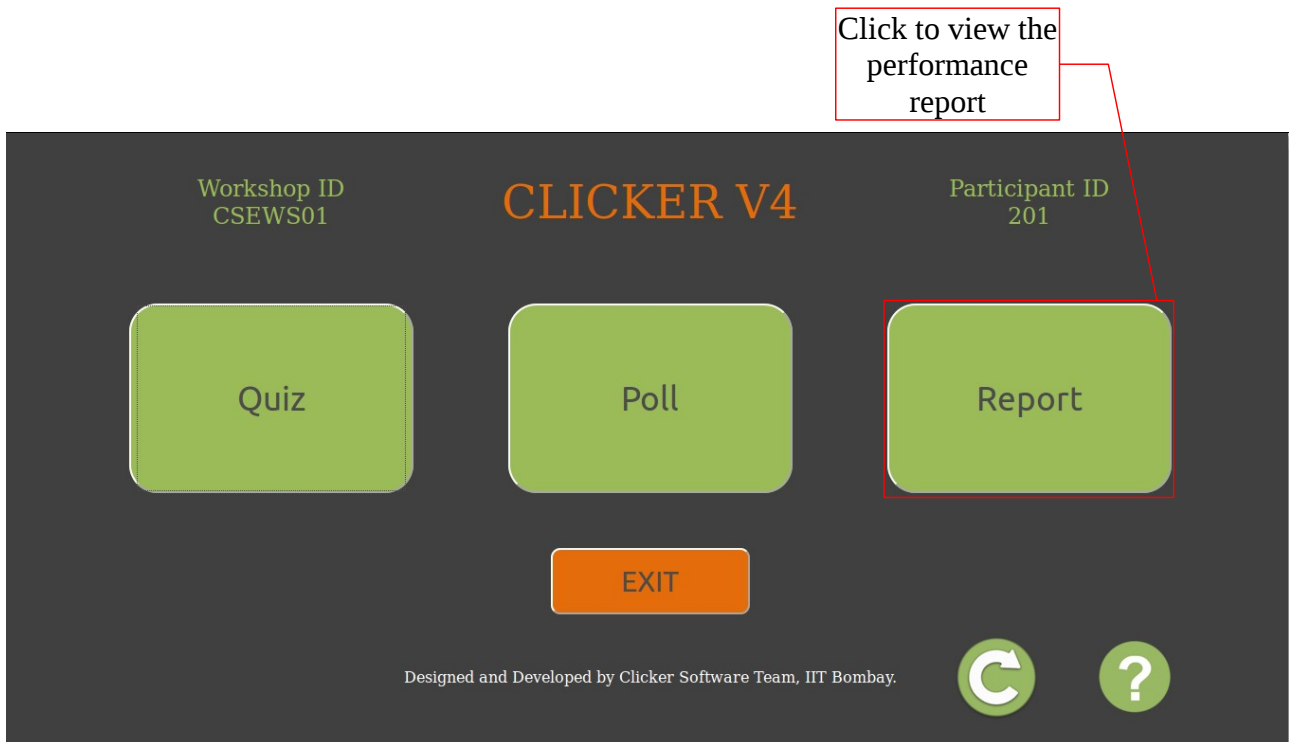 Click to view the
performance
report
Workshop ID
CSEWS01
CLICKER V4
Participant ID
201
Quiz
Poll
Report
EXIT
Designed and Developed by Clicker Software Team, IIT Bombay.
?